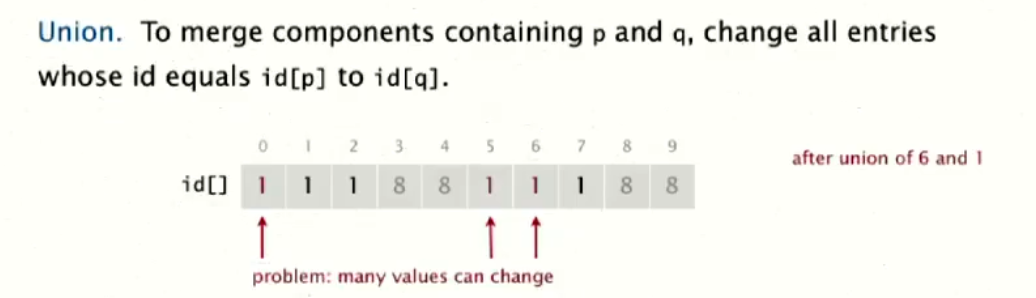 Union. To merge components containing p and q, change all entries
whose id equals id[p] to id[q].
0 1 2 3 4 5 6 7 8 9
after union of 6 and 1
id[] 1 1 1 8 8 1 1 1 8 8
problem: many values can change